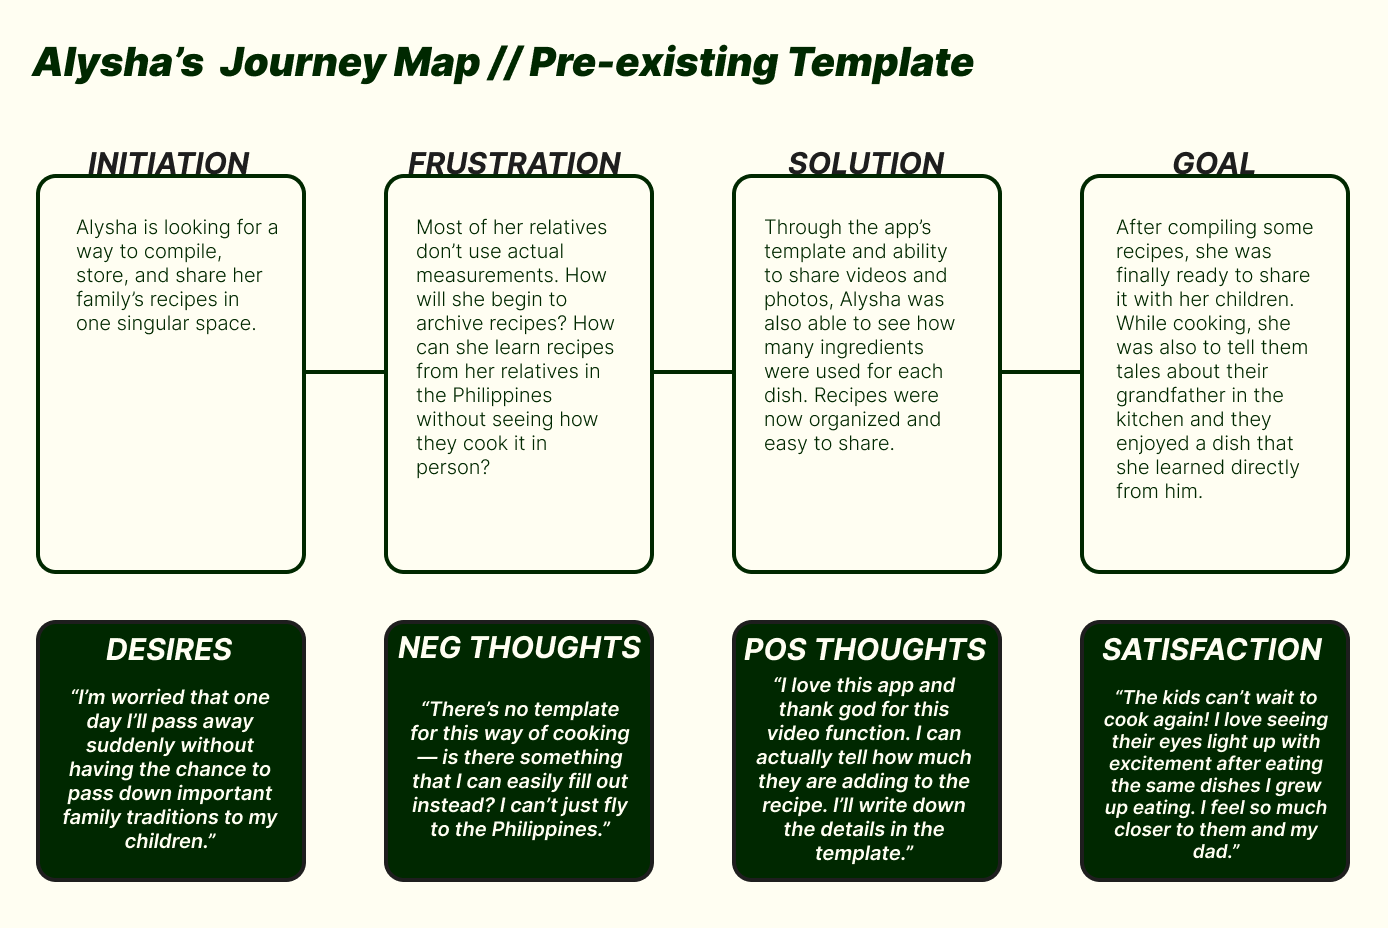 Alysha’s Journey Map // Pre-existing Template
INITIATION
Alysha is looking for a
way to compile,
store, and share her
family’s recipes in
one singular space.
FRUSTRATION
Most of her relatives
don’t use actual
measurements. How
will she begin to
archive recipes? How
can she learn recipes
from her relatives in
the Philippines
without seeing how
they cook it in
person?
SOLUTION
Through the app’s
template and ability
to share videos and
photos, Alysha was
also able to see how
many ingredients
were used for each
dish. Recipes were
now organized and
easy to share.
GOAL
After compiling some
recipes, she was
finally ready to share
it with her children.
While cooking, she
was also to tell them
tales about their
grandfather in the
kitchen and they
enjoyed a dish that
she learned directly
from him.
DESIRES
“I’m worried that one
day I’ll pass away
suddenly without
having the chance to
pass down important
family traditions to my
children.”
NEG THOUGHTS
“There’s no template
for this way of cooking
— is there something
that I can easily fill out
instead? I can’t just fly
to the Philippines.”
POS THOUGHTS
“I love this app and
thank god for this
video function. I can
actually tell how much
they are adding to the
recipe. I’ll write down
the details in the
template.”
SATISFACTION
“The kids can’t wait to
cook again! I love seeing
their eyes light up with
excitement after eating
the same dishes I grew
up eating. I feel so much
closer to them and my
dad.”